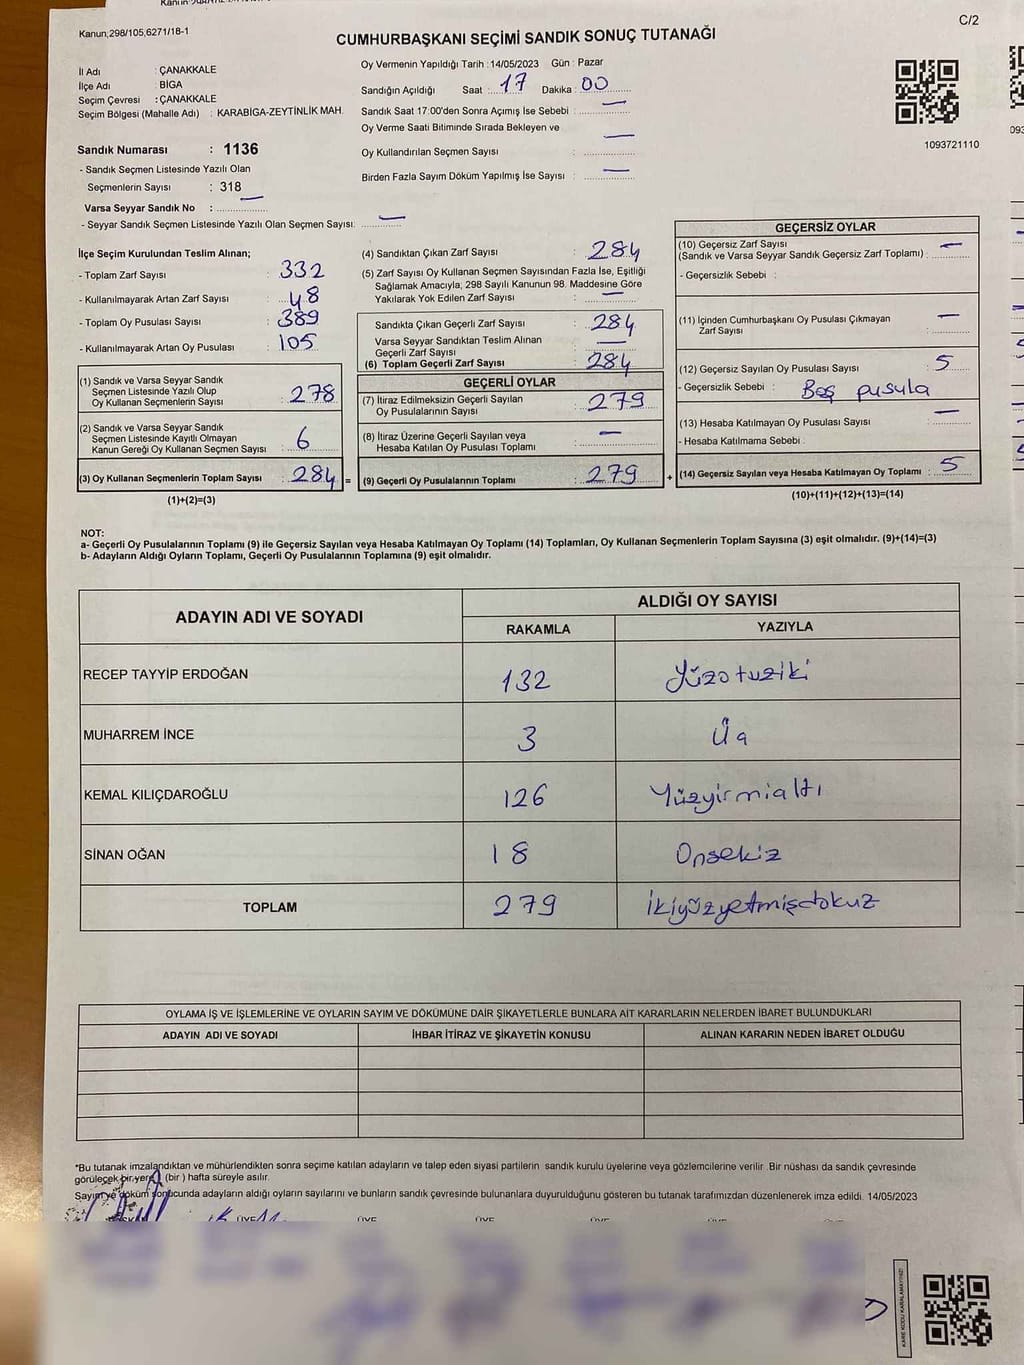 Kanun,298/105,6271/18-1
C/2
CUMHURBAŞKANI SEÇİMİ SANDIK SONUÇ TUTANAĞI
İl Adı : ÇANAKKALE
İlçe Adı : BİGA
Seçim Çevresi : ÇANAKKALE
Seçim Bölgesi (Mahalle Adı) : KARABİGA-ZEYTİNLİK MAH.
Sandık Numarası : 1136
- Sandık Seçmen Listesinde Yazılı Olan
Seçmenlerin Sayısı : 318
Varsa Seyyar Sandık No : —
- Seyyar Sandık Seçmen Listesinde Yazılı Olan Seçmen Sayısı: —
Oy Vermenin Yapıldığı Tarih : 14/05/2023 Gün : Pazar
Sandığın Açıldığı Saat : 17 Dakika : 00
Sandık Saat 17:00'den Sonra Açımış İse Sebebi : —
Oy Verme Saati Bitiminde Sırada Bekleyen ve
Oy Kullandırılan Seçmen Sayısı : —
Birden Fazla Sayım Döküm Yapılmış İse Sayısı : —
1093721110
İlçe Seçim Kurulundan Teslim Alınan;
- Toplam Zarf Sayısı : 332
- Kullanılmayarak Artan Zarf Sayısı : 48
- Toplam Oy Pusulası Sayısı : 389
- Kullanılmayarak Artan Oy Pusulası : 105
(1) Sandık ve Varsa Seyyar Sandık
Seçmen Listesinde Yazılı Olup
Oy Kullanan Seçmenlerin Sayısı : 278
(2) Sandık ve Varsa Seyyar Sandık
Seçmen Listesinde Kayıtlı Olmayan
Kanun Gereği Oy Kullanan Seçmen Sayısı : 6
(3) Oy Kullanan Seçmenlerin Toplam Sayısı : 284 =
(1)+(2)=(3)
(4) Sandıktan Çıkan Zarf Sayısı : 284
(5) Zarf Sayısı Oy Kullanan Seçmen Sayısından Fazla İse, Eşitliği
Sağlamak Amacıyla; 298 Sayılı Kanunun 98. Maddesine Göre
Yakılarak Yok Edilen Zarf Sayısı : —
Sandıkta Çıkan Geçerli Zarf Sayısı : 284
Varsa Seyyar Sandıktan Teslim Alınan
Geçerli Zarf Sayısı : —
(6) Toplam Geçerli Zarf Sayısı : 284
GEÇERLİ OYLAR
(7) İtiraz Edilmeksizin Geçerli Sayılan
Oy Pusulalarının Sayısı : 279
(8) İtiraz Üzerine Geçerli Sayılan veya
Hesaba Katılan Oy Pusulası Toplamı : —
(9) Geçerli Oy Pusulalarının Toplamı : 279 +
GEÇERSİZ OYLAR
(10) Geçersiz Zarf Sayısı
(Sandık ve Varsa Seyyar Sandık Geçersiz Zarf Toplamı) : —
- Geçersizlik Sebebi :
(11) İçinden Cumhurbaşkanı Oy Pusulası Çıkmayan
Zarf Sayısı : —
(12) Geçersiz Sayılan Oy Pusulası Sayısı : 5
- Geçersizlik Sebebi : Boş pusula
(13) Hesaba Katılmayan Oy Pusulası Sayısı : —
- Hesaba Katılmama Sebebi :
(14) Geçersiz Sayılan veya Hesaba Katılmayan Oy Toplamı : 5
(10)+(11)+(12)+(13)=(14)
NOT:
a- Geçerli Oy Pusulalarının Toplamı (9) ile Geçersiz Sayılan veya Hesaba Katılmayan Oy Toplamı (14) Toplamları, Oy Kullanan Seçmenlerin Toplam Sayısına (3) eşit olmalıdır. (9)+(14)=(3)
b- Adayların Aldığı Oyların Toplamı, Geçerli Oy Pusulalarının Toplamına (9) eşit olmalıdır.
ADAYIN ADI VE SOYADI ALDIĞI OY SAYISI
RAKAMLA YAZIYLA
RECEP TAYYİP ERDOĞAN 132 Yüzotuziki
MUHARREM İNCE 3 Üç
KEMAL KILIÇDAROĞLU 126 Yüzyirmialtı
SİNAN OĞAN 18 Onsekiz
TOPLAM 279 İkiyüzyetmişdokuz
OYLAMA İŞ VE İŞLEMLERİNE VE OYLARIN SAYIM VE DÖKÜMÜNE DAİR ŞİKAYETLERLE BUNLARA AİT KARARLARIN NELERDEN İBARET BULUNDUKLARI
ADAYIN ADI VE SOYADI İHBAR İTİRAZ VE ŞİKAYETİN KONUSU ALINAN KARARIN NEDEN İBARET OLDUĞU
*Bu tutanak imzalandıktan ve mühürlendikten sonra seçime katılan adayların ve talep eden siyasi partilerin sandık kurulu üyelerine veya gözlemcilerine verilir .Bir nüshası da sandık çevresinde
görülecek bir yere, (bir ) hafta süreyle asılır.
Sayım ve döküm sonucunda adayların aldığı oyların sayılarını ve bunların sandık çevresinde bulunanlara duyurulduğunu gösteren bu tutanak tarafımızdan düzenlenerek imza edildi. 14/05/2023
ÜYE ÜYE ÜYE ÜYE ÜYE ÜYE
KARE KODU KARALAMAYINIZ!